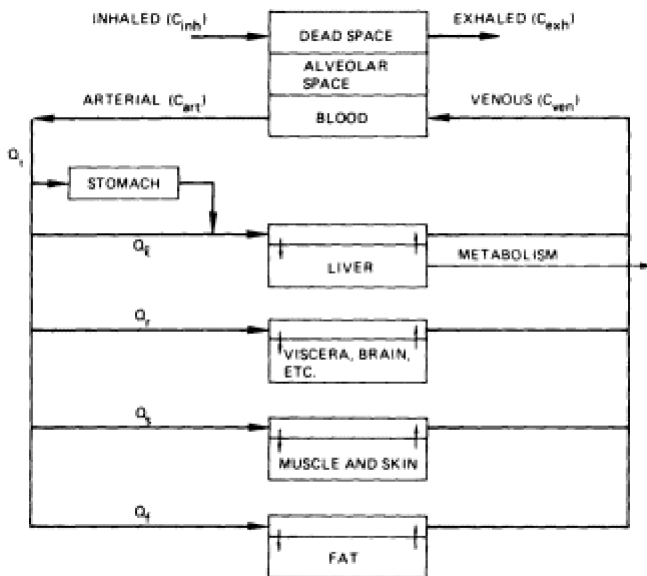 INHALED (Cinh)
EXHALED (Cexh)
DEAD SPACE
ALVEOLAR
SPACE
ARTERIAL (Cart)
VENOUS (Cven)
BLOOD
STOMACH
Qℓ
METABOLISM
LIVER
Qr
VISCERA, BRAIN,
ETC.
Qs
MUSCLE AND SKIN
Qf
FAT